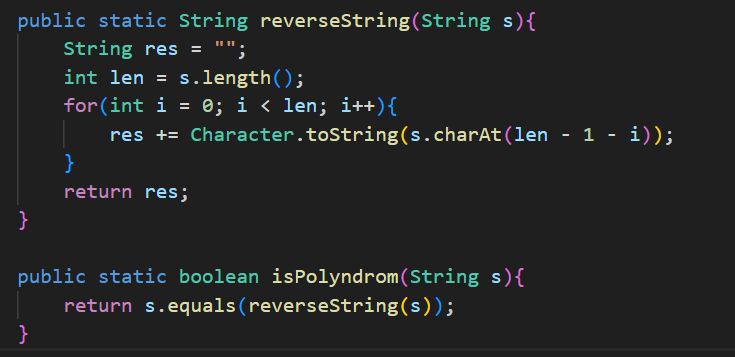 public static String reverseString(String s){
    String res = "";
    int len = s.length();
    for(int i = 0; i < len; i++){
        res += Character.toString(s.charAt(len - 1 - i));
    }
    return res;
}

public static boolean isPolyndrom(String s){
    return s.equals(reverseString(s));
}